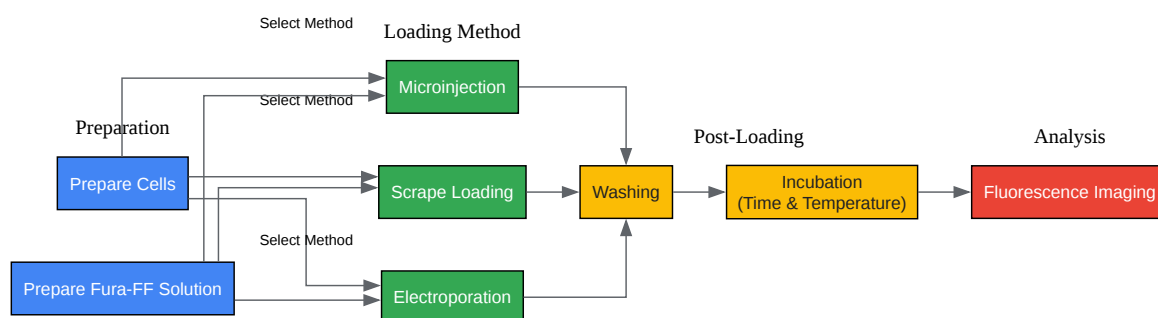 Select Method
Loading Method
Microinjection
Select Method
Preparation
Post-Loading
Analysis
Prepare Cells
Scrape Loading
Washing
Incubation
(Time & Temperature)
Fluorescence Imaging
Select Method
Prepare Fura-FF Solution
Electroporation